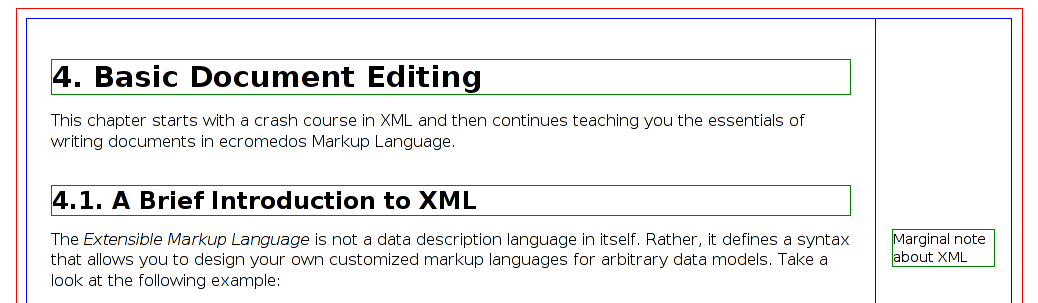 4. Basic Document Editing
This chapter starts with a crash course in XML and then continues teaching you the essentials of
writing documents in ecromedos Markup Language.
4.1. A Brief Introduction to XML
The Extensible Markup Language is not a data description language in itself. Rather, it defines a syntax
that allows you to design your own customized markup languages for arbitrary data models. Take a
look at the following example:
Marginal note
about XML